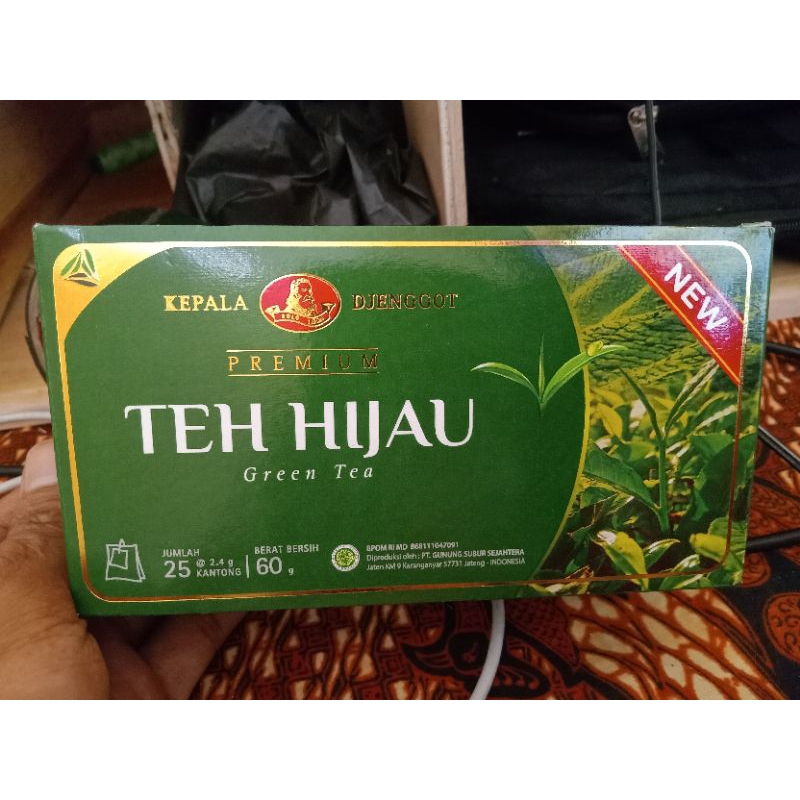 KEPALA DJENGGOT
PREMIUM
TEH HIJAU
Green Tea
NEW
JUMLAH
25 @ 2.4 g
KANTONG
BERAT BERSIH
60 g
BPOM RI MD 868111047091
Diproduksi oleh : PT. GUNUNG SUBUR SEJAHTERA
Jaten KM 9 Karanganyar 57731 Jateng - INDONESIA